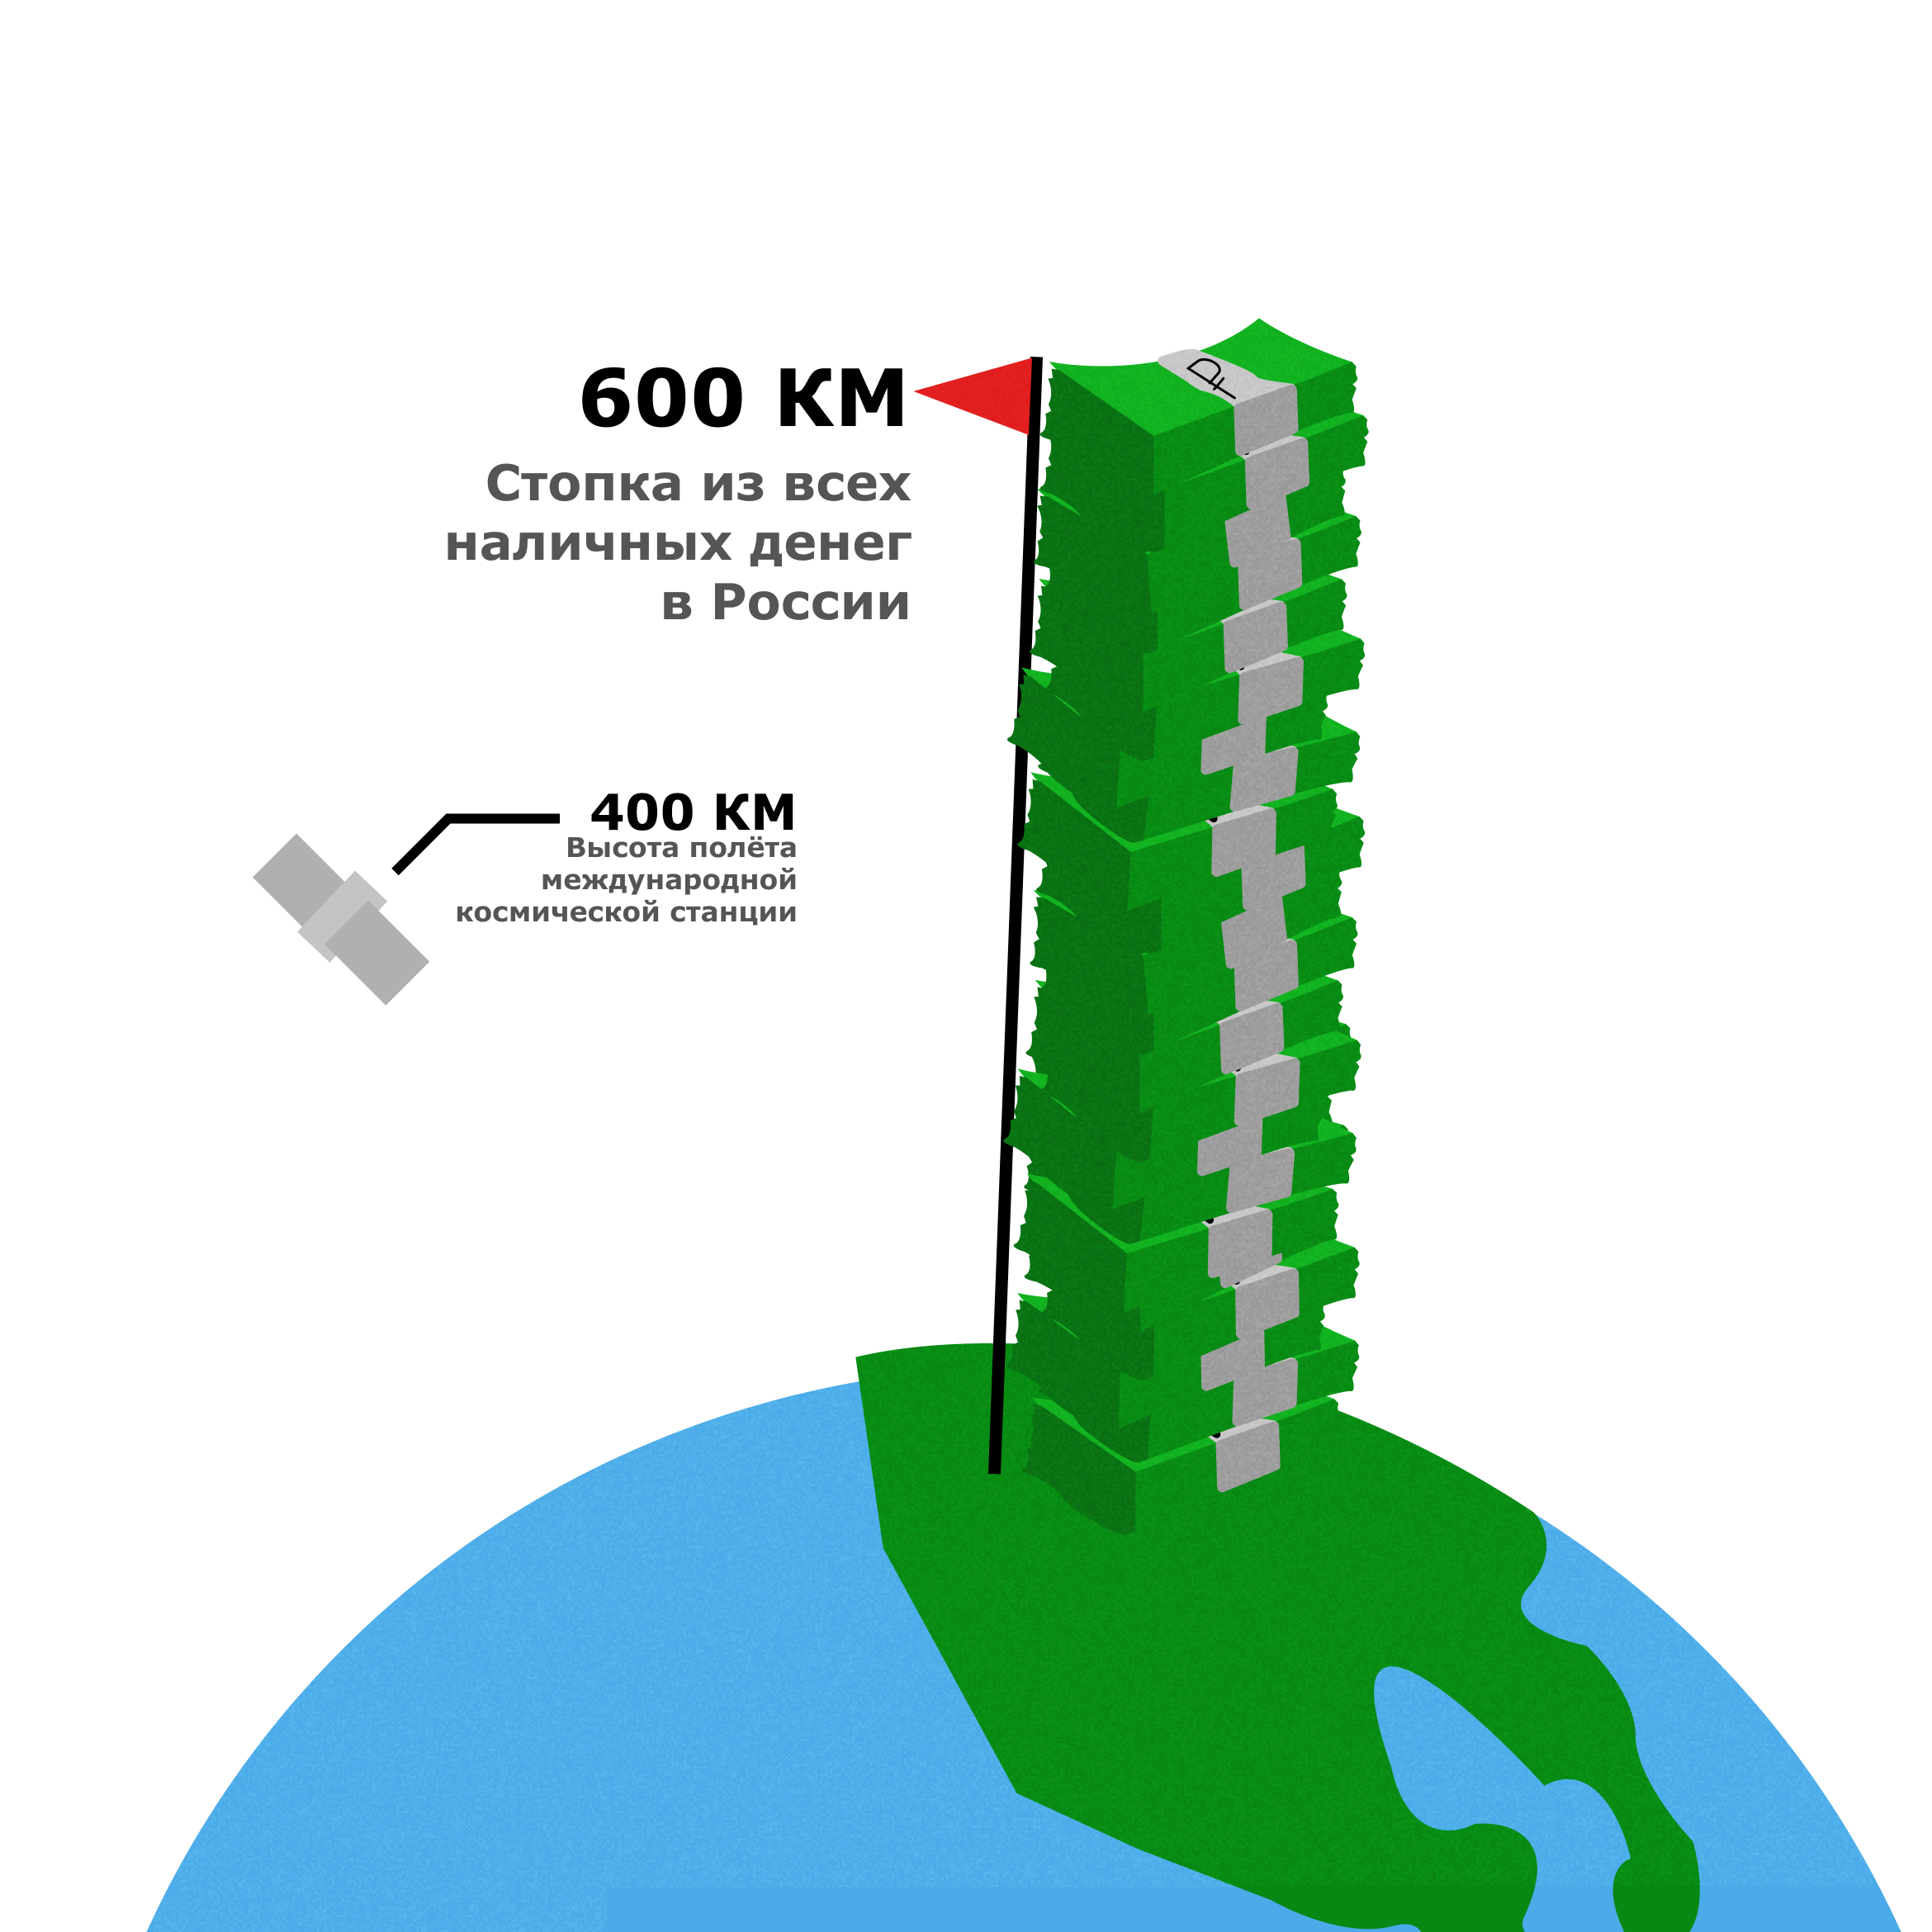 600 КМ
Стопка из всех
наличных денег
в России
400 КМ
Высота полёта
международной
космической станции
₽